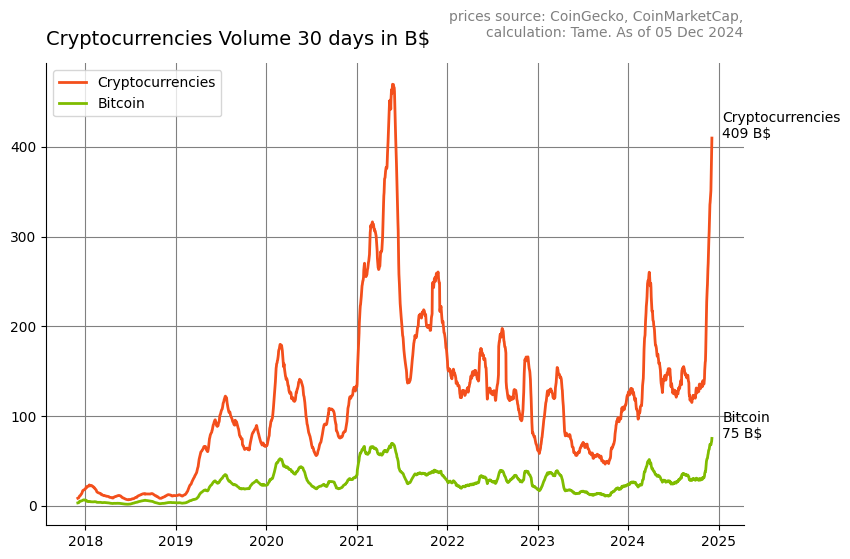 prices source: CoinGecko, CoinMarketCap,
calculation: Tame. As of 05 Dec 2024
Cryptocurrencies Volume 30 days in B$
Cryptocurrencies
Bitcoin
Cryptocurrencies
409 B$
Bitcoin
75 B$
400
300
200
100
0
2018 2019 2020 2021 2022 2023 2024 2025